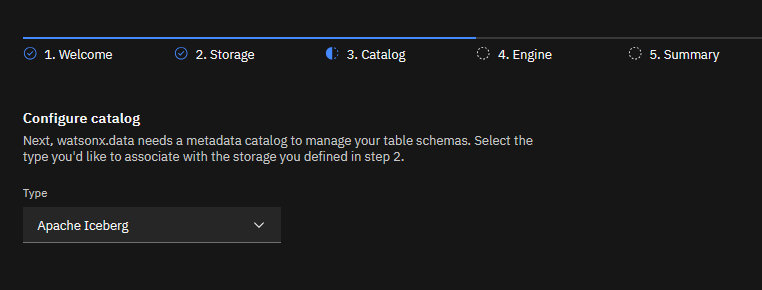 1. Welcome 2. Storage 3. Catalog 4. Engine 5. Summary
Configure catalog
Next, watsonx.data needs a metadata catalog to manage your table schemas. Select the
type you'd like to associate with the storage you defined in step 2.
Type
Apache Iceberg